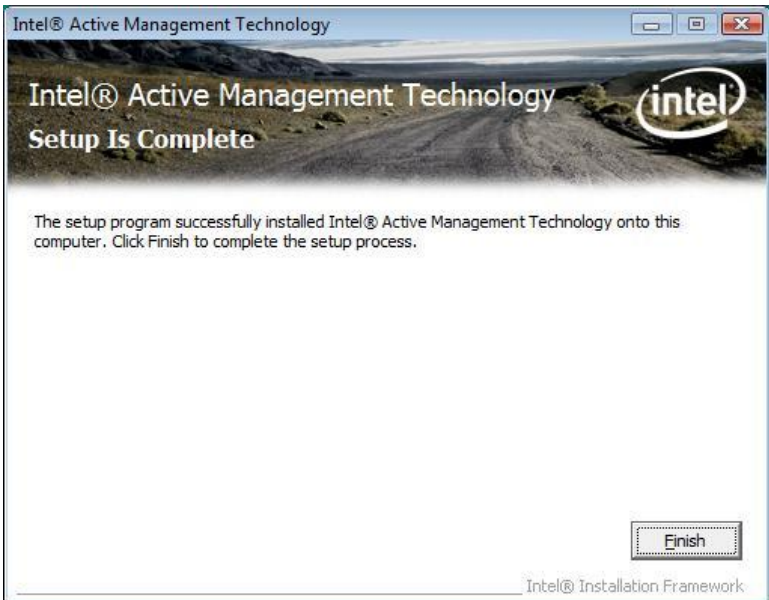 Intel® Active Management Technology
Intel® Active Management Technology
intel
Setup Is Complete
The setup program successfully installed Intel® Active Management Technology onto this
computer. Click Finish to complete the setup process.
Finish
Intel® Installation Framework